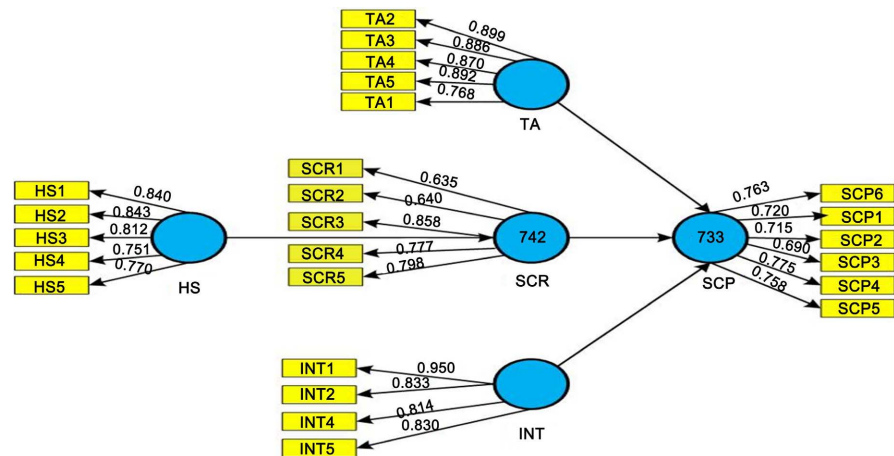 TA2
0.899
TA3
0.886
TA4
0.870
TA5
0.892
TA1
0.768
TA
HS1
0.840
HS2
0.843
HS3
0.812
HS4
0.751
HS5
0.770
HS
SCR1
0.635
SCR2
0.640
SCR3
0.858
SCR4
0.777
SCR5
0.798
742
SCR
733
SCP
0.763
SCP6
0.720
SCP1
0.715
SCP2
0.690
SCP3
0.775
SCP4
0.758
SCP5
INT1
0.950
INT2
0.833
INT4
0.814
INT5
0.830
INT